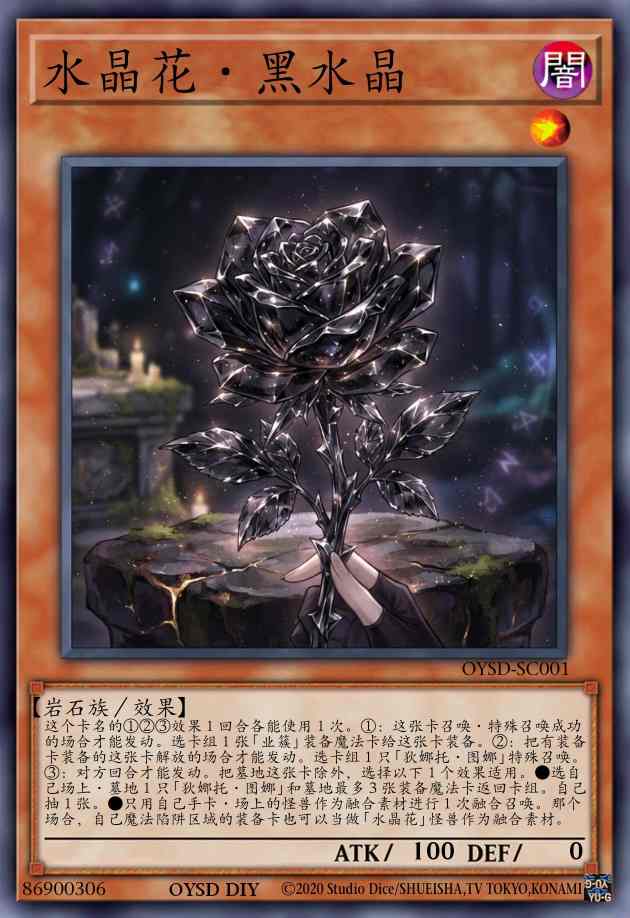 水晶花·黑水晶
闇
OYSD-SC001
【岩石族／效果】
这个卡名的①②③效果1回合各能使用1次。①：这张卡召唤·特殊召唤成功
的场合才能发动。选卡组1张「业簇」装备魔法卡给这张卡装备。②：把有装备
卡装备的这张卡解放的场合才能发动。选卡组1只「狄娜托·图娜」特殊召唤。
③：对方回合才能发动。把墓地这张卡除外，选择以下1个效果适用。●选自
己场上·墓地1只「狄娜托·图娜」和墓地最多3张装备魔法卡返回卡组。自己
抽1张。●只用自己手卡·场上的怪兽作为融合素材进行1次融合召唤。那个
场合，自己魔法陷阱区域的装备卡也可以当做「水晶花」怪兽作为融合素材。
ATK/ 100 DEF/ 0
86900306 OYSD DIY ©2020 Studio Dice/SHUEISHA,TV TOKYO,KONAMI